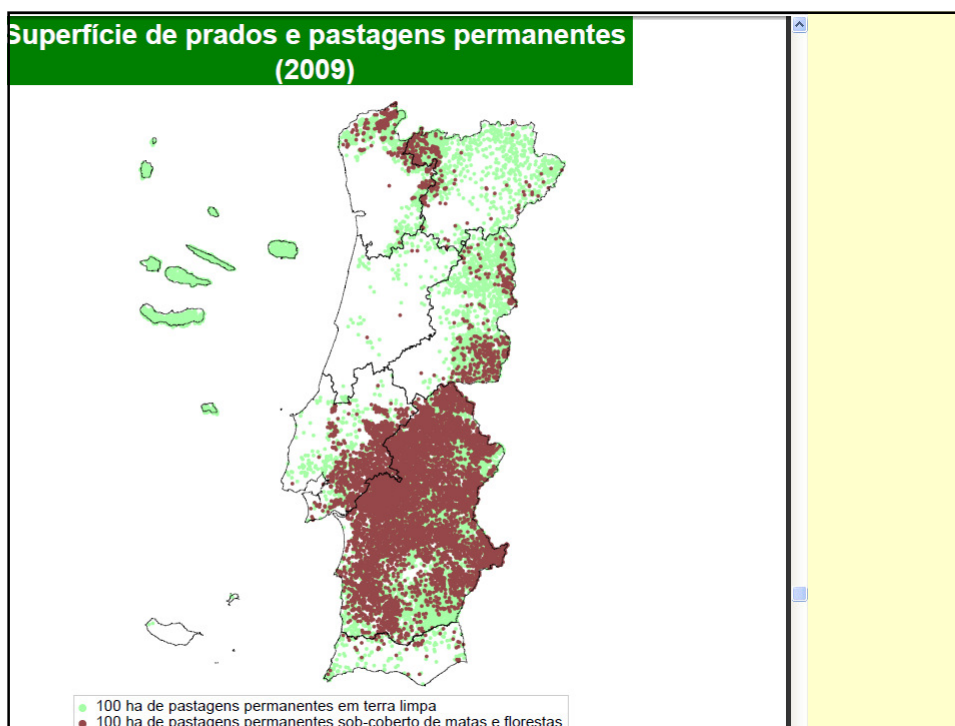 Superfície de prados e pastagens permanentes
(2009)
100 ha de pastagens permanentes em terra limpa
100 ha de pastagens permanentes sob-coberto de matas e florestas